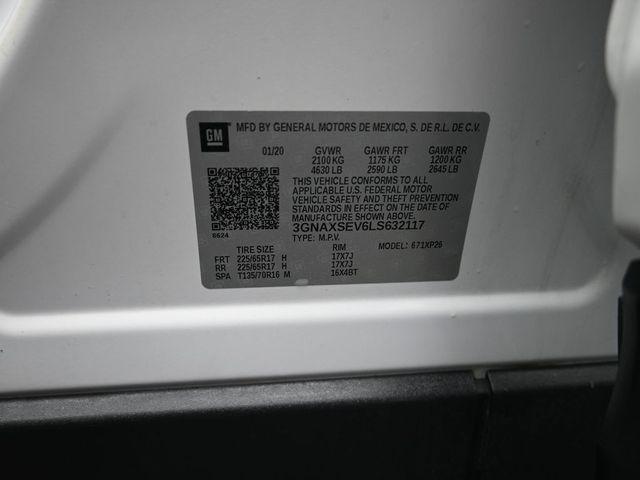 GM
MFD BY GENERAL MOTORS DE MEXICO, S. DE R.L. DE C.V.
01/20 GVWR GAWR FRT GAWR RR
2100 KG 1175 KG 1200 KG
4630 LB 2590 LB 2645 LB
THIS VEHICLE CONFORMS TO ALL
APPLICABLE U.S. FEDERAL MOTOR
VEHICLE SAFETY AND THEFT PREVENTION
STANDARDS IN EFFECT ON THE DATE OF
MANUFACTURE SHOWN ABOVE.
3GNAXSEV6LS632117
6624
TYPE: M.P.V. MODEL: 671XP26
TIRE SIZE RIM
FRT 225/65R17 H 17X7J
RR 225/65R17 H 17X7J
SPA T135/70R16 M 16X4BT